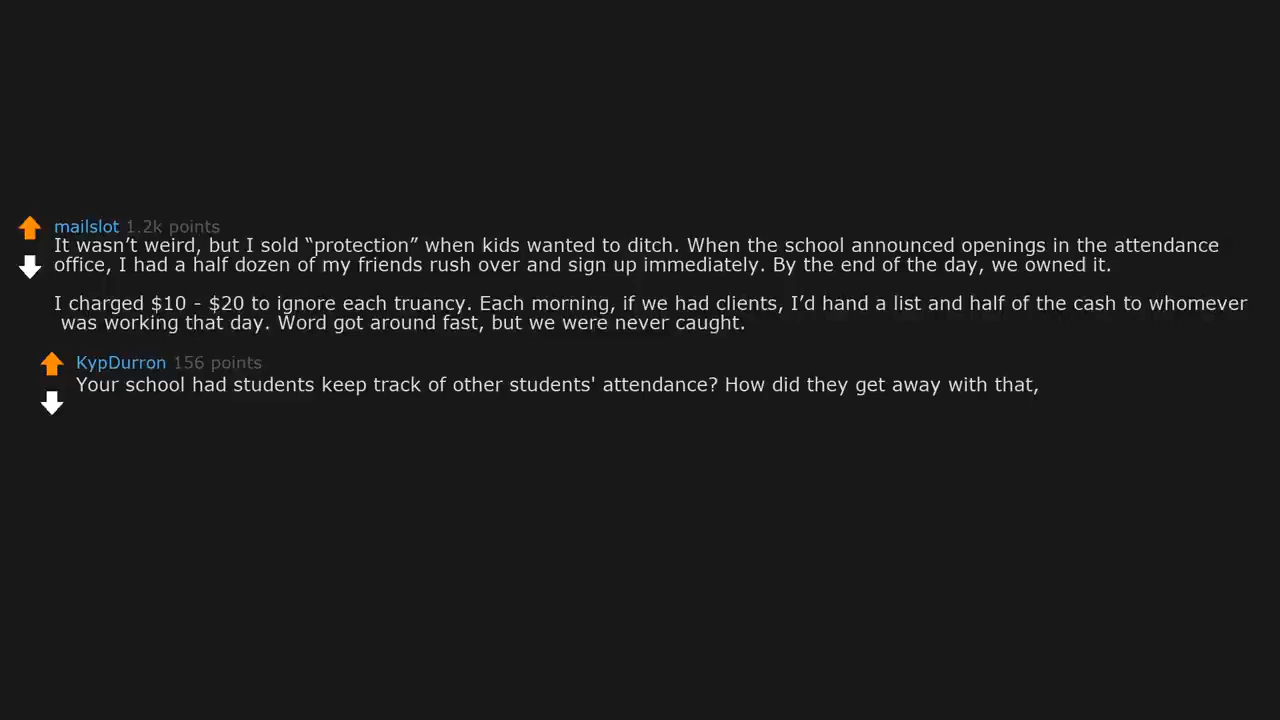 mailslot 1.2k points
It wasn’t weird, but I sold “protection” when kids wanted to ditch. When the school announced openings in the attendance
office, I had a half dozen of my friends rush over and sign up immediately. By the end of the day, we owned it.
I charged $10 - $20 to ignore each truancy. Each morning, if we had clients, I’d hand a list and half of the cash to whomever
was working that day. Word got around fast, but we were never caught.
KypDurron 156 points
Your school had students keep track of other students' attendance? How did they get away with that,